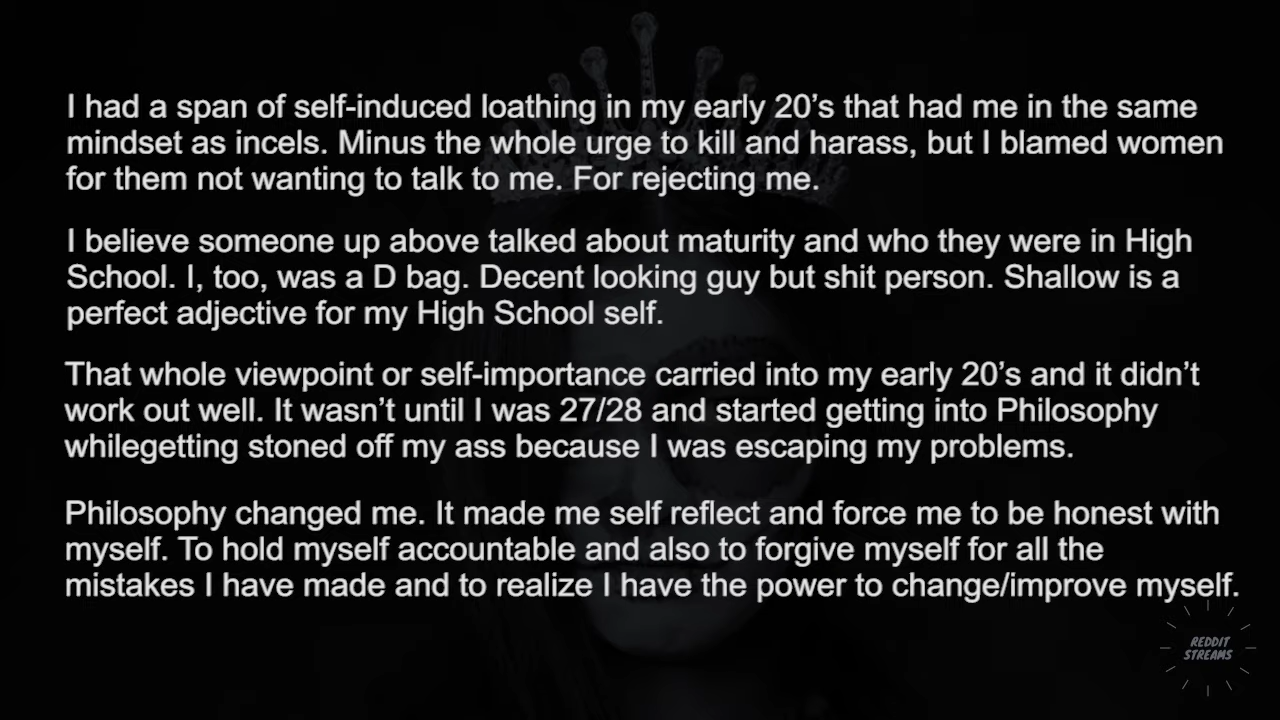 I had a span of self-induced loathing in my early 20’s that had me in the same
mindset as incels. Minus the whole urge to kill and harass, but I blamed women
for them not wanting to talk to me. For rejecting me.
I believe someone up above talked about maturity and who they were in High
School. I, too, was a D bag. Decent looking guy but shit person. Shallow is a
perfect adjective for my High School self.
That whole viewpoint or self-importance carried into my early 20’s and it didn’t
work out well. It wasn’t until I was 27/28 and started getting into Philosophy
whilegetting stoned off my ass because I was escaping my problems.
Philosophy changed me. It made me self reflect and force me to be honest with
myself. To hold myself accountable and also to forgive myself for all the
mistakes I have made and to realize I have the power to change/improve myself.
REDDIT
STREAMS